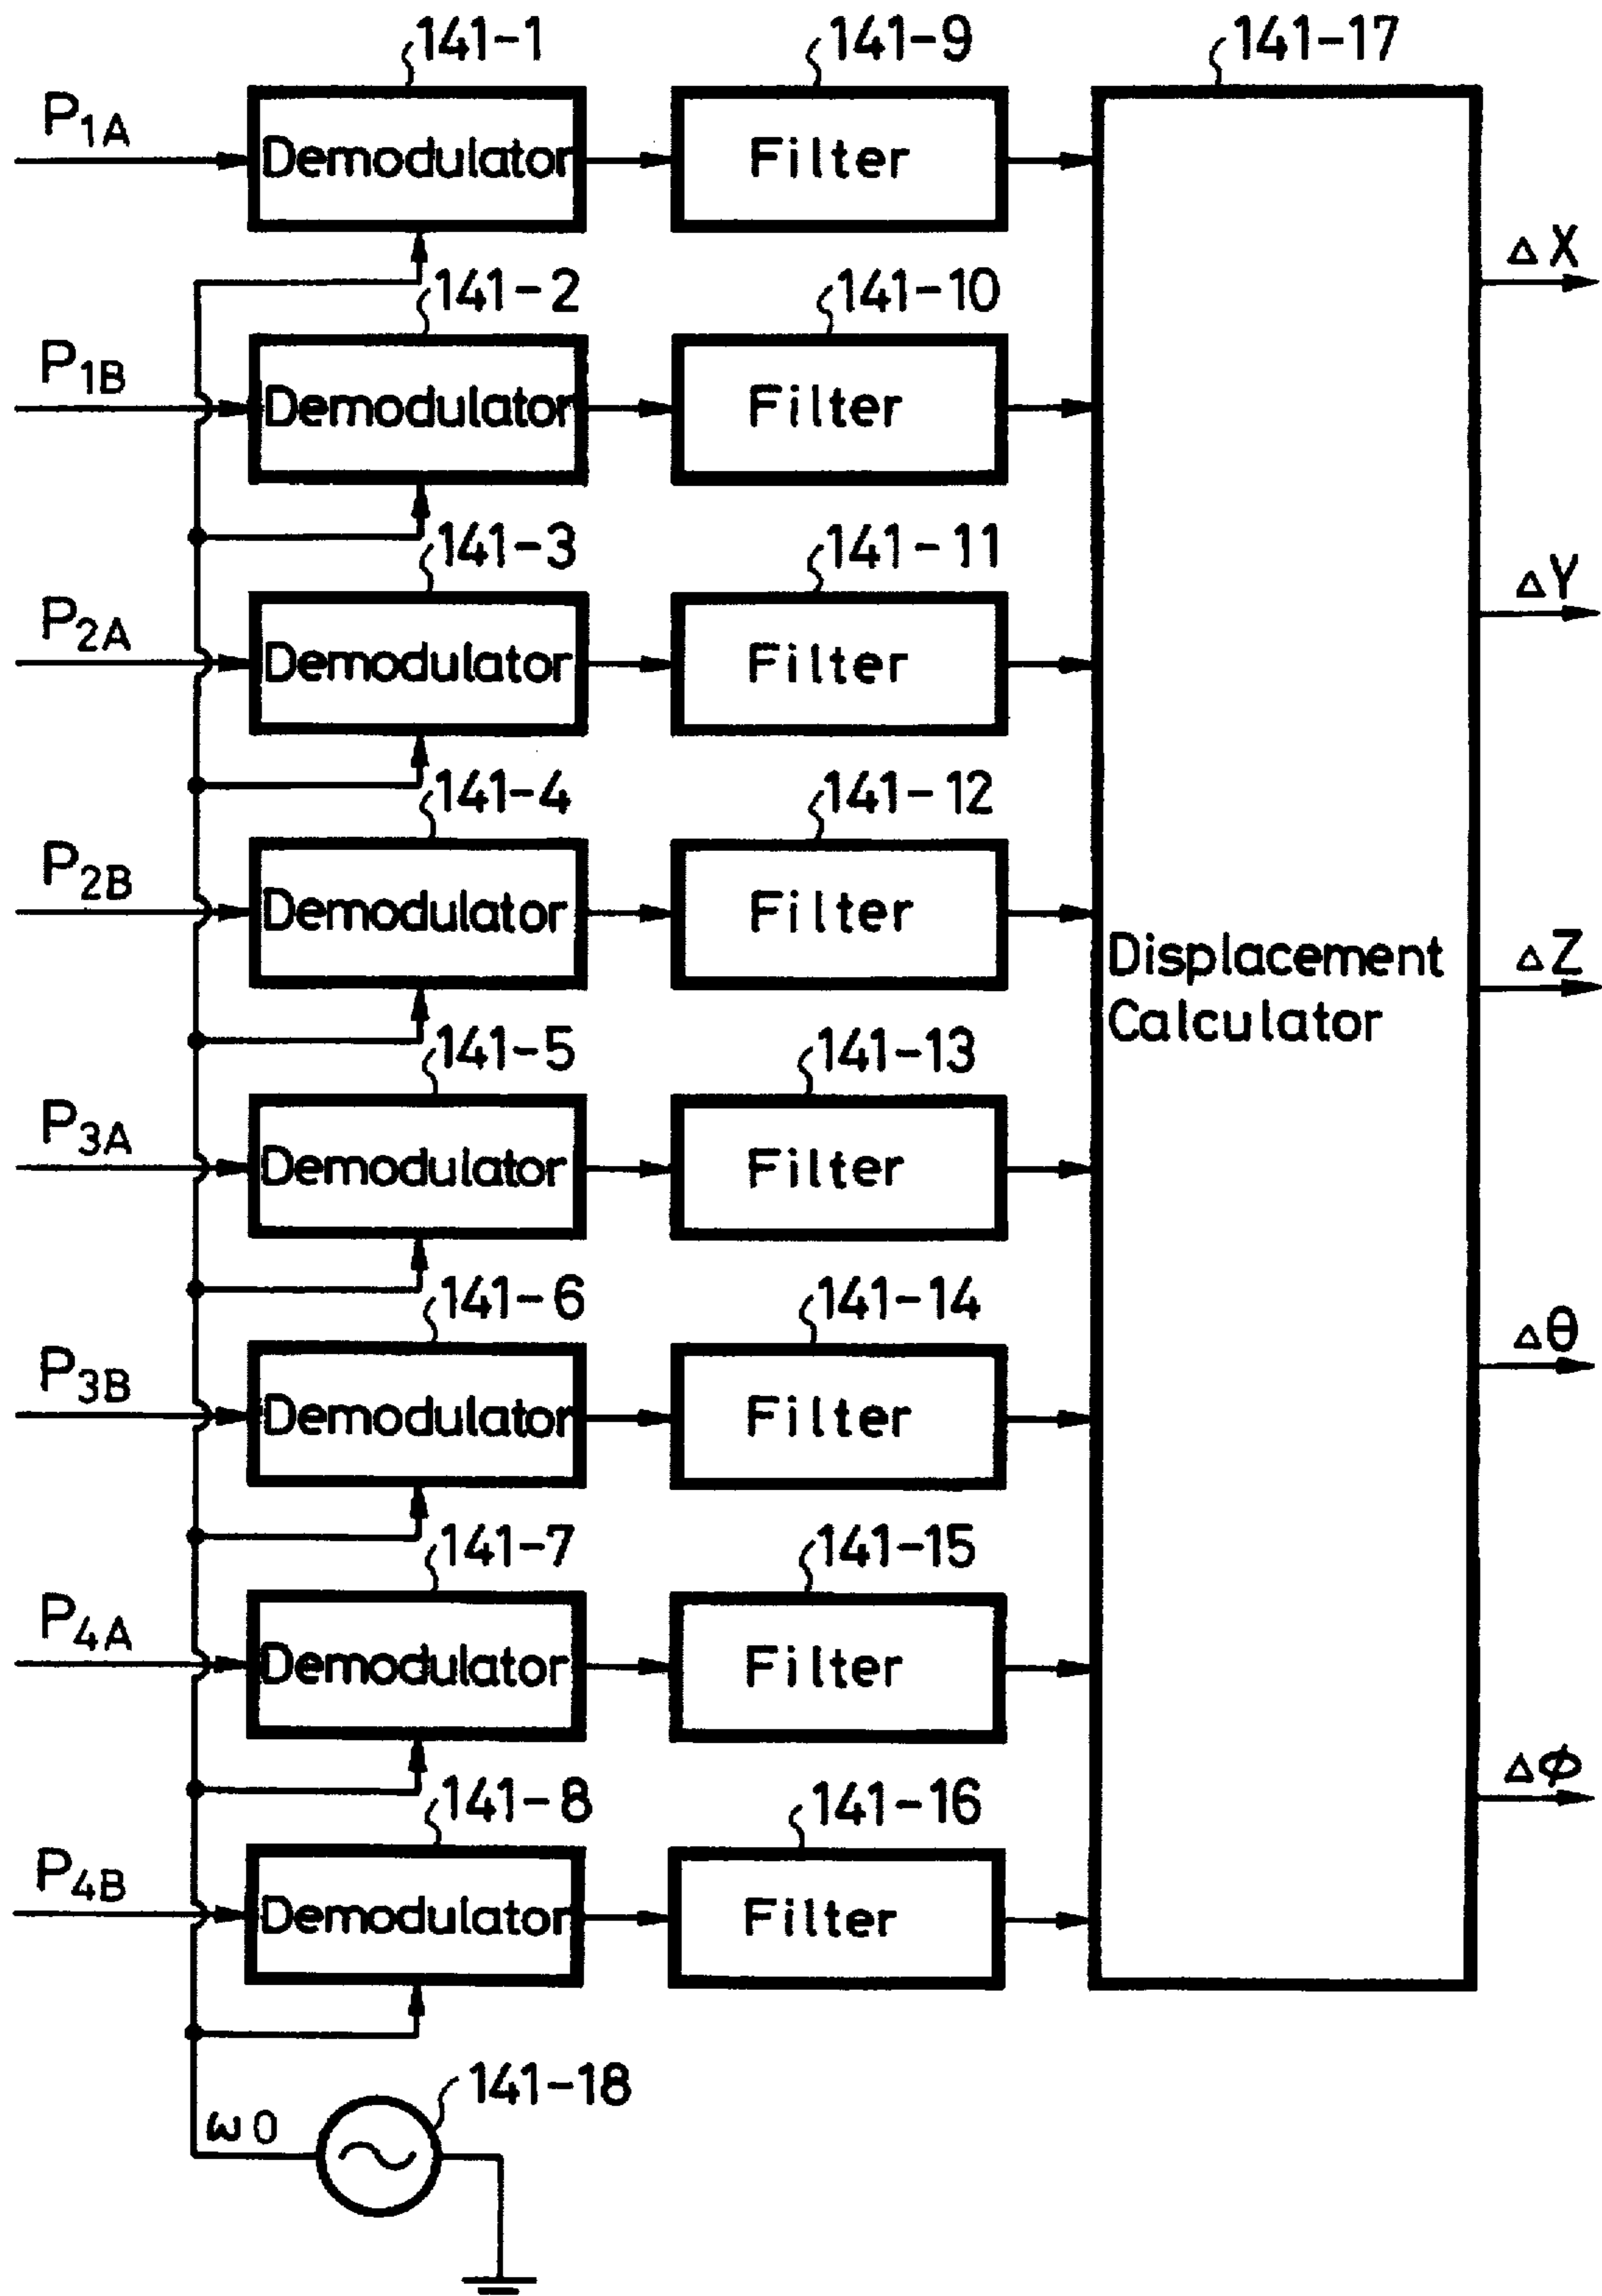 141-1
141-9
141-17
P1A
Demodulator
Filter
ΔX
141-2
141-10
P1B
Demodulator
Filter
141-3
141-11
ΔY
P2A
Demodulator
Filter
141-4
141-12
P2B
Demodulator
Filter
Displacement
Calculator
ΔZ
141-5
141-13
P3A
Demodulator
Filter
141-6
141-14
Δθ
P3B
Demodulator
Filter
141-7
141-15
P4A
Demodulator
Filter
Δϕ
141-8
141-16
P4B
Demodulator
Filter
141-18
ω0